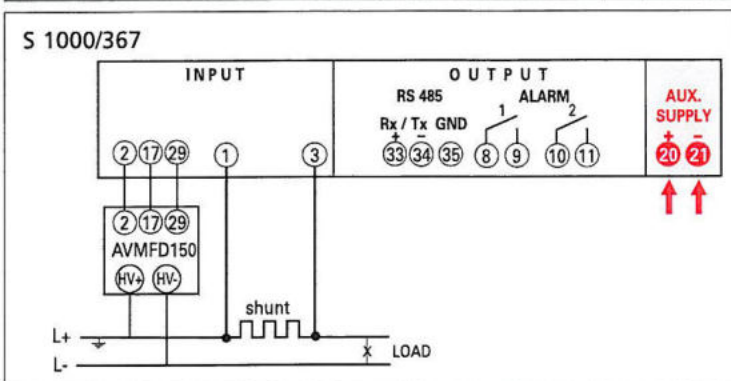 S 1000/367
INPUT
OUTPUT
RS 485
ALARM
AUX.
SUPPLY
1
2
Rx / Tx GND
+ −
+ −
2 17 29 1 3
33 34 35 8 9 10 11 20 21
2 17 29
AVMFD150
HV+ HV-
shunt
L+
LOAD
L-